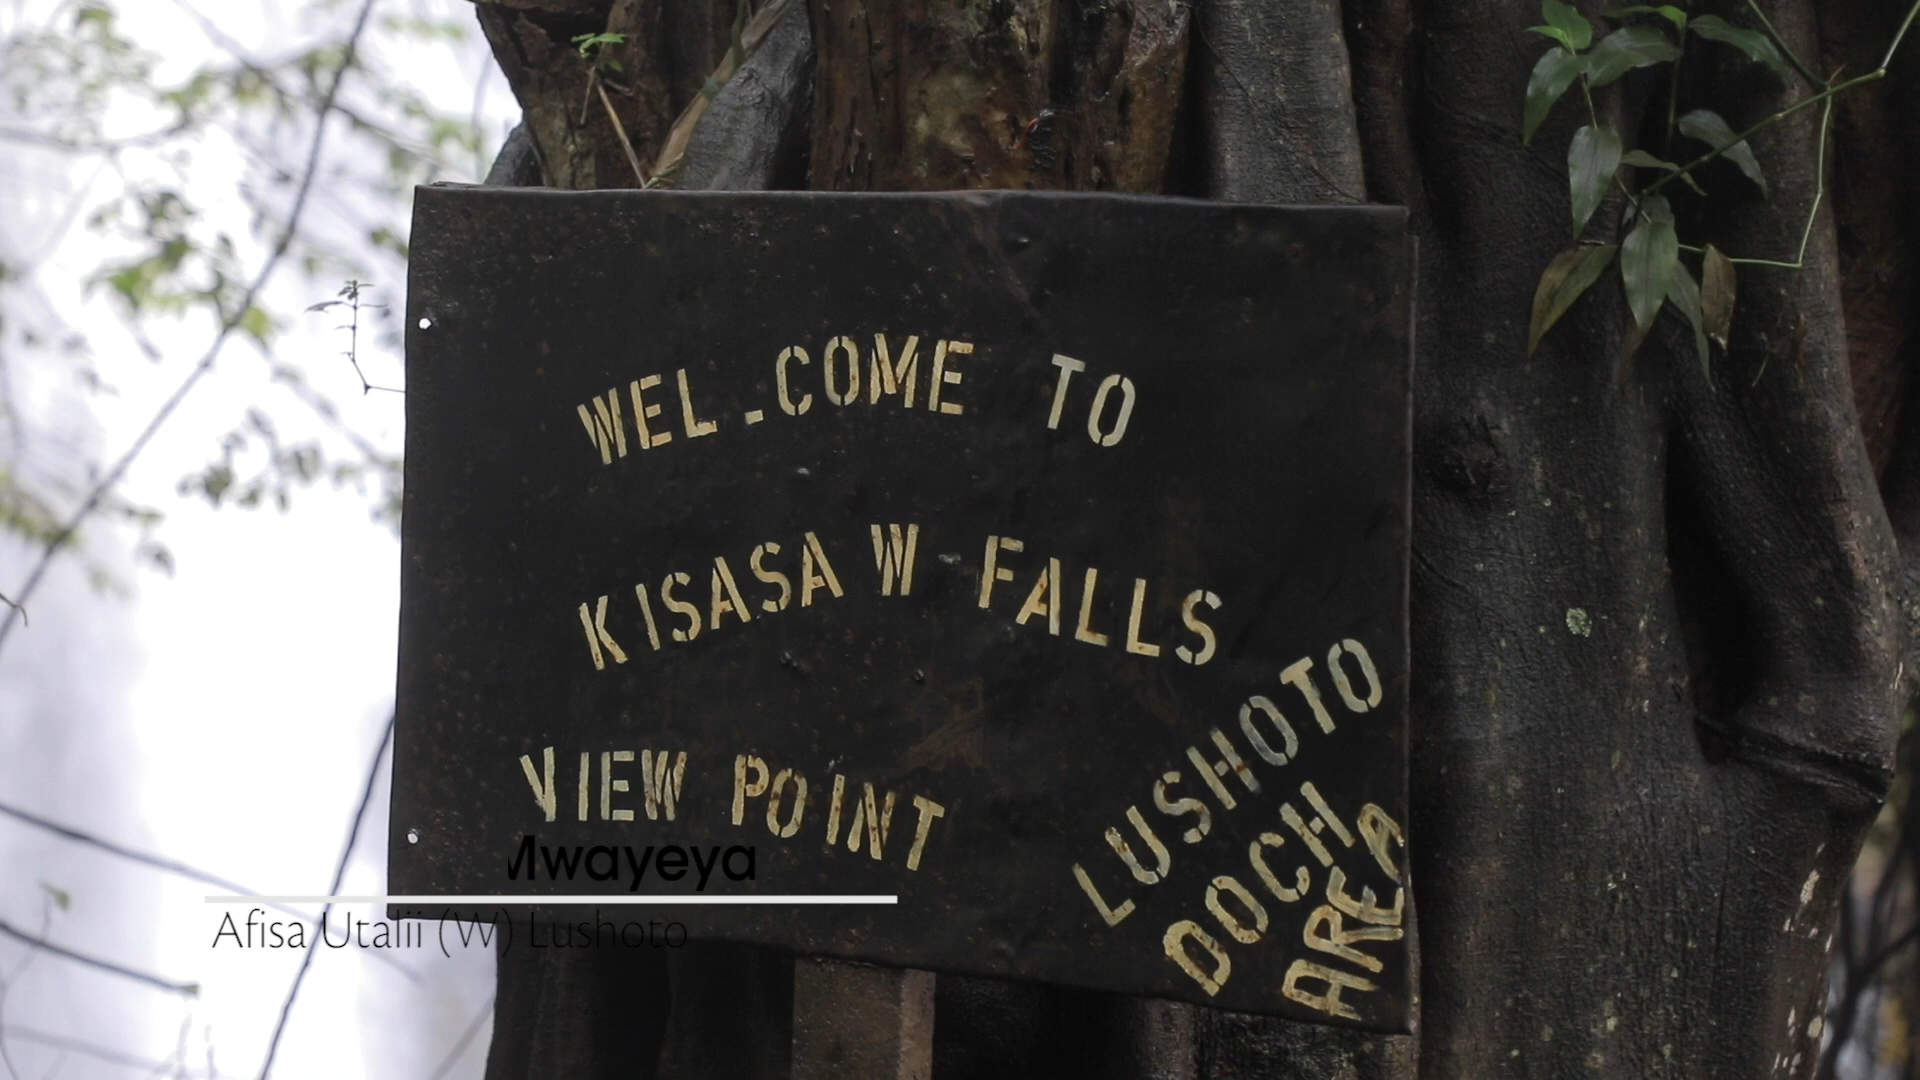 WEL-COME TO
KISASA W-FALLS
VIEW POINT
LUSHOTO
DOCH
AREA
Mwayeya
Afisa Utalii (W) Lushoto